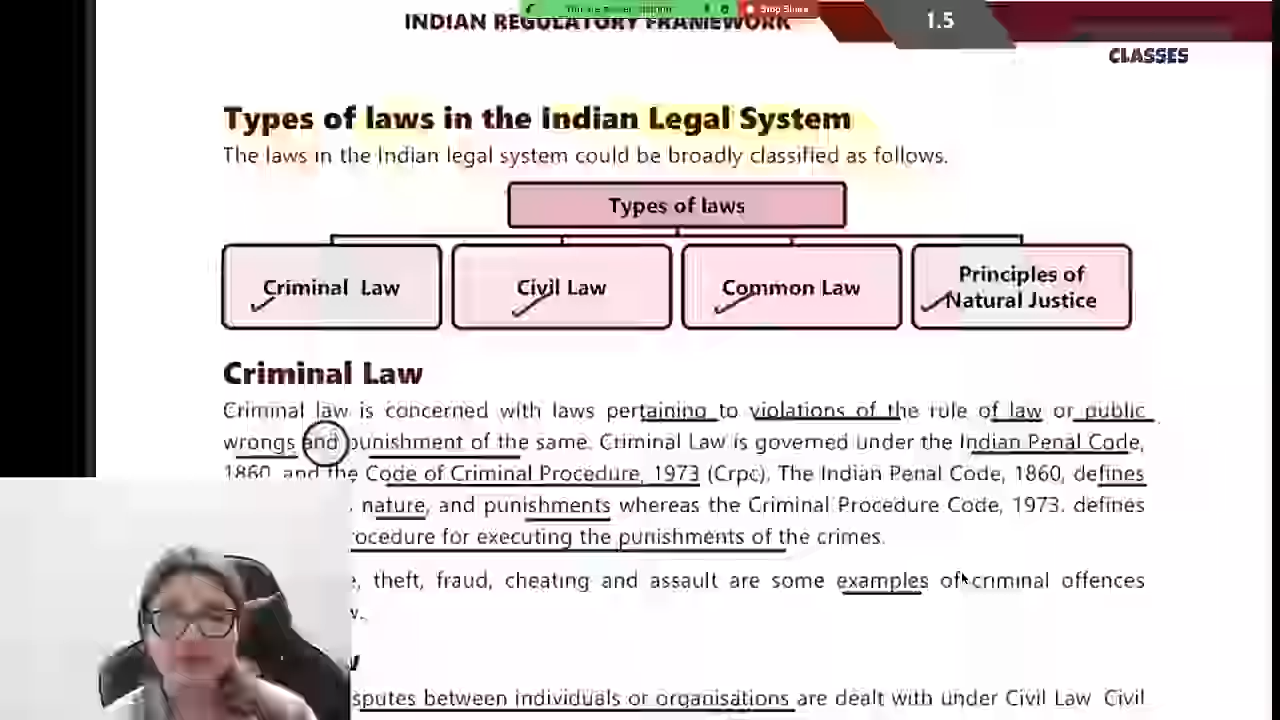 INDIAN REGULATORY FRAMEWORK
Stop Share
1.5
CLASSES
Types of laws in the Indian Legal System
The laws in the Indian legal system could be broadly classified as follows.
Types of laws
Criminal Law
Civil Law
Common Law
Principles of
Natural Justice
Criminal Law
Criminal law is concerned with laws pertaining to violations of the rule of law or public
wrongs and punishment of the same. Criminal Law is governed under the Indian Penal Code,
1860, and the Code of Criminal Procedure, 1973 (Crpc). The Indian Penal Code, 1860, defines
nature, and punishments whereas the Criminal Procedure Code, 1973. defines
rocedure for executing the punishments of the crimes.
, theft, fraud, cheating and assault are some examples of criminal offences
sputes between individuals or organisations are dealt with under Civil Law Civil